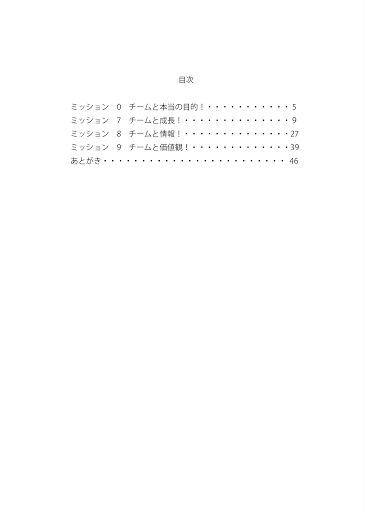 目次
ミッション　0　チームと本当の目的！・・・・・・・・・・・5
ミッション　7　チームと成長！・・・・・・・・・・・・・・9
ミッション　8　チームと情報！・・・・・・・・・・・・・・27
ミッション　9　チームと価値観！・・・・・・・・・・・・・39
あとがき・・・・・・・・・・・・・・・・・・・・・・・・46